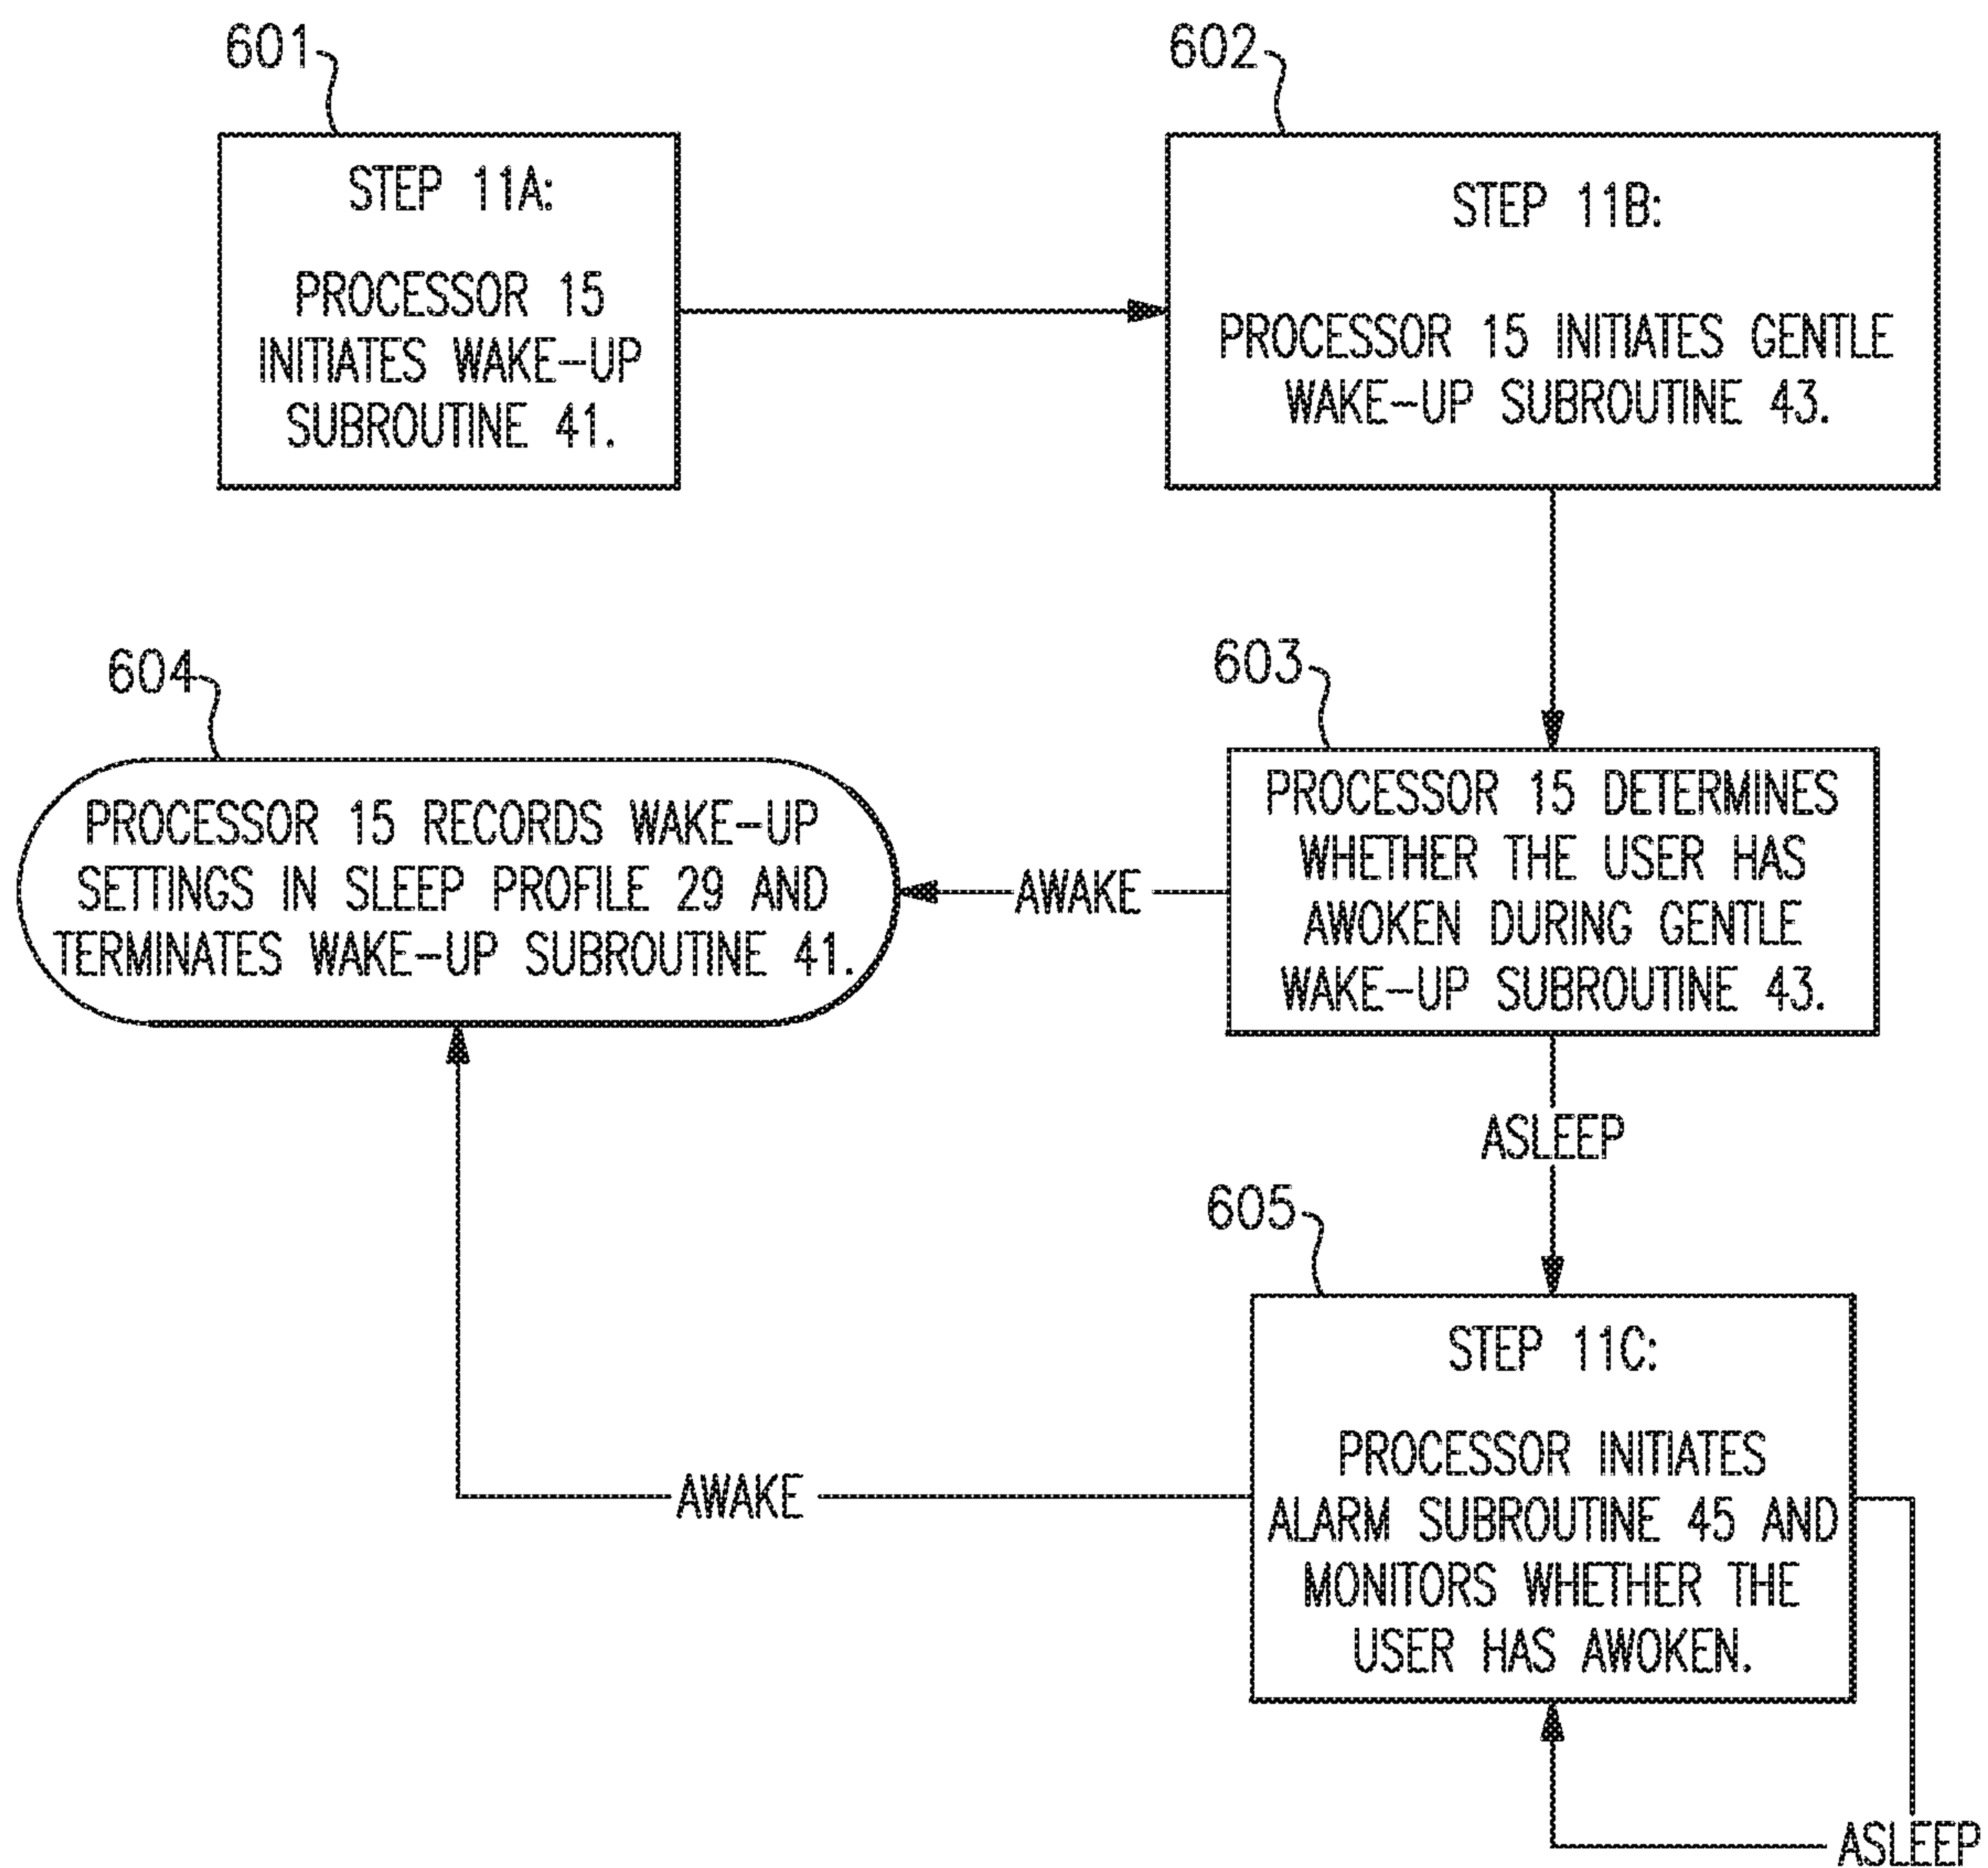 601
STEP 11A:
PROCESSOR 15
INITIATES WAKE-UP
SUBROUTINE 41.
602
STEP 11B:
PROCESSOR 15 INITIATES GENTLE
WAKE-UP SUBROUTINE 43.
603
PROCESSOR 15 DETERMINES
WHETHER THE USER HAS
AWOKEN DURING GENTLE
WAKE-UP SUBROUTINE 43.
AWAKE
604
PROCESSOR 15 RECORDS WAKE-UP
SETTINGS IN SLEEP PROFILE 29 AND
TERMINATES WAKE-UP SUBROUTINE 41.
ASLEEP
605
STEP 11C:
PROCESSOR INITIATES
ALARM SUBROUTINE 45 AND
MONITORS WHETHER THE
USER HAS AWOKEN.
AWAKE
ASLEEP